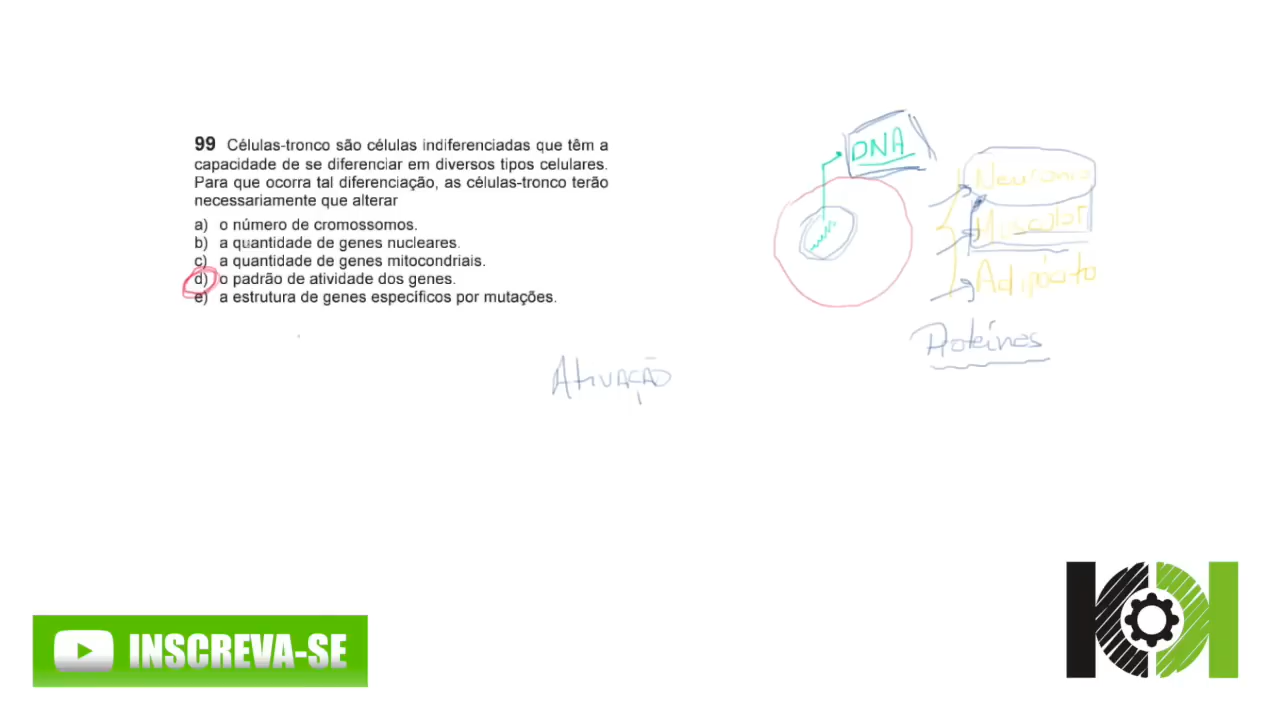 99 Células-tronco são células indiferenciadas que têm a
capacidade de se diferenciar em diversos tipos celulares.
Para que ocorra tal diferenciação, as células-tronco terão
necessariamente que alterar
a) o número de cromossomos.
b) a quantidade de genes nucleares.
c) a quantidade de genes mitocondriais.
d) o padrão de atividade dos genes.
e) a estrutura de genes específicos por mutações.
DNA
Neuronio
Muscular
Adipócito
Proteínas
Ativação
INSCREVA-SE